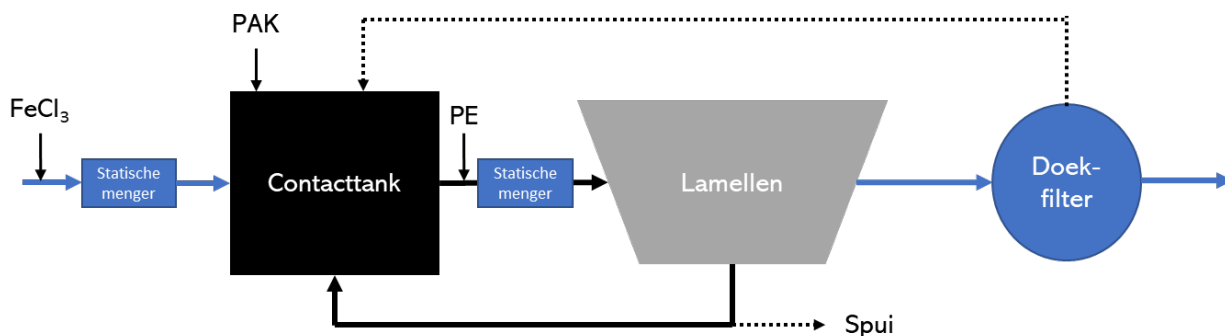 PAK
FeCl₃
PE
Statische
menger
Contacttank
Statische
menger
Lamellen
Doek-
filter
Spui